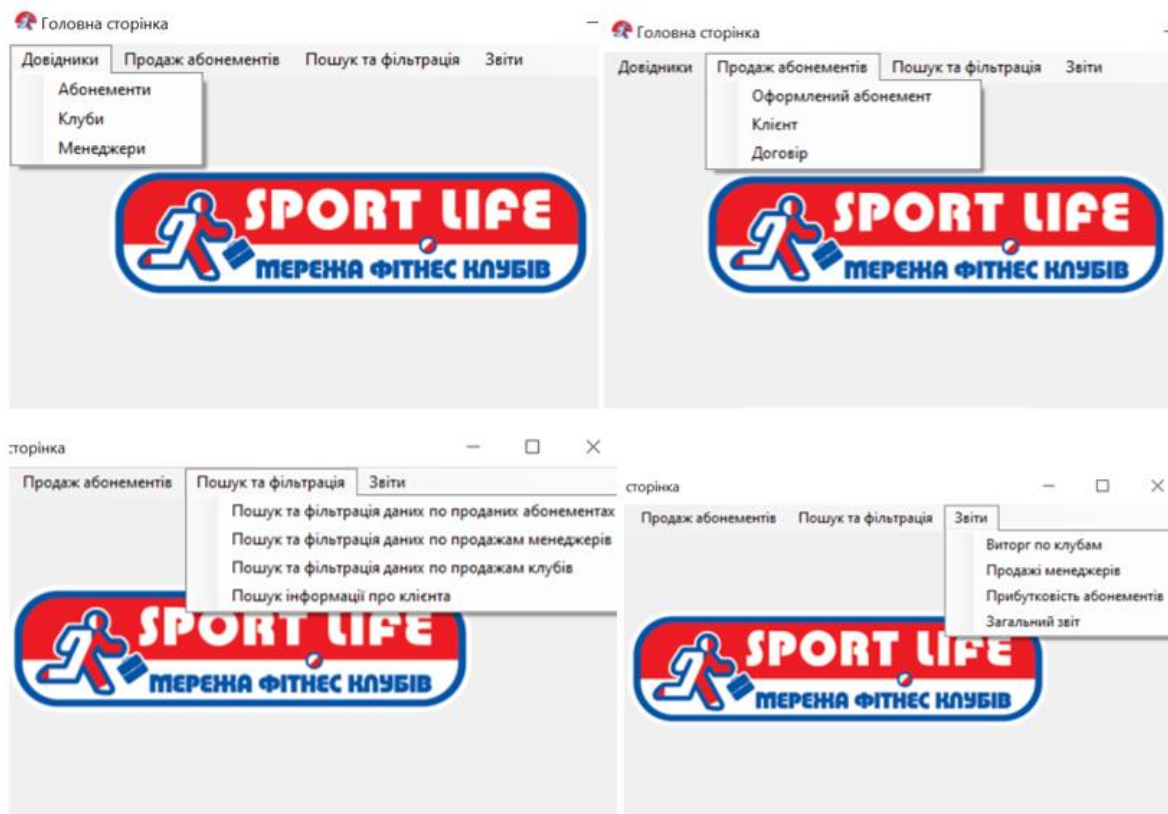 Головна сторінка
Довідники Продаж абонементів Пошук та фільтрація Звіти
Абонементи
Клуби
Менеджери
SPORT LIFE
МЕРЕЖА ФІТНЕС КЛУБІВ
Головна сторінка
Довідники Продаж абонементів Пошук та фільтрація Звіти
Оформлений абонемент
Клієнт
Договір
SPORT LIFE
МЕРЕЖА ФІТНЕС КЛУБІВ
сторінка
Продаж абонементів Пошук та фільтрація Звіти
Пошук та фільтрація даних по проданих абонементах
Пошук та фільтрація даних по продажам менеджерів
Пошук та фільтрація даних по продажам клубів
Пошук інформації про клієнта
SPORT LIFE
МЕРЕЖА ФІТНЕС КЛУБІВ
сторінка
Продаж абонементів Пошук та фільтрація Звіти
Виторг по клубам
Продажі менеджерів
Прибутковість абонементів
Загальний звіт
SPORT LIFE
МЕРЕЖА ФІТНЕС КЛУБІВ